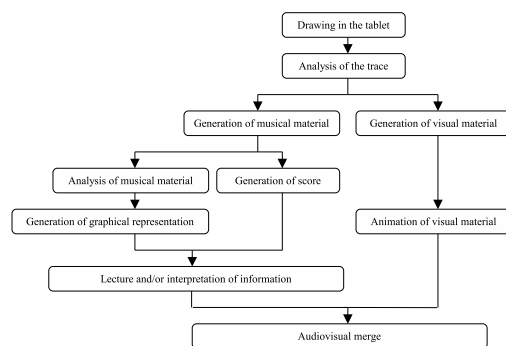 Drawing in the tablet
Analysis of the trace
Generation of musical material
Generation of visual material
Analysis of musical material
Generation of score
Generation of graphical representation
Animation of visual material
Lecture and/or interpretation of information
Audiovisual merge